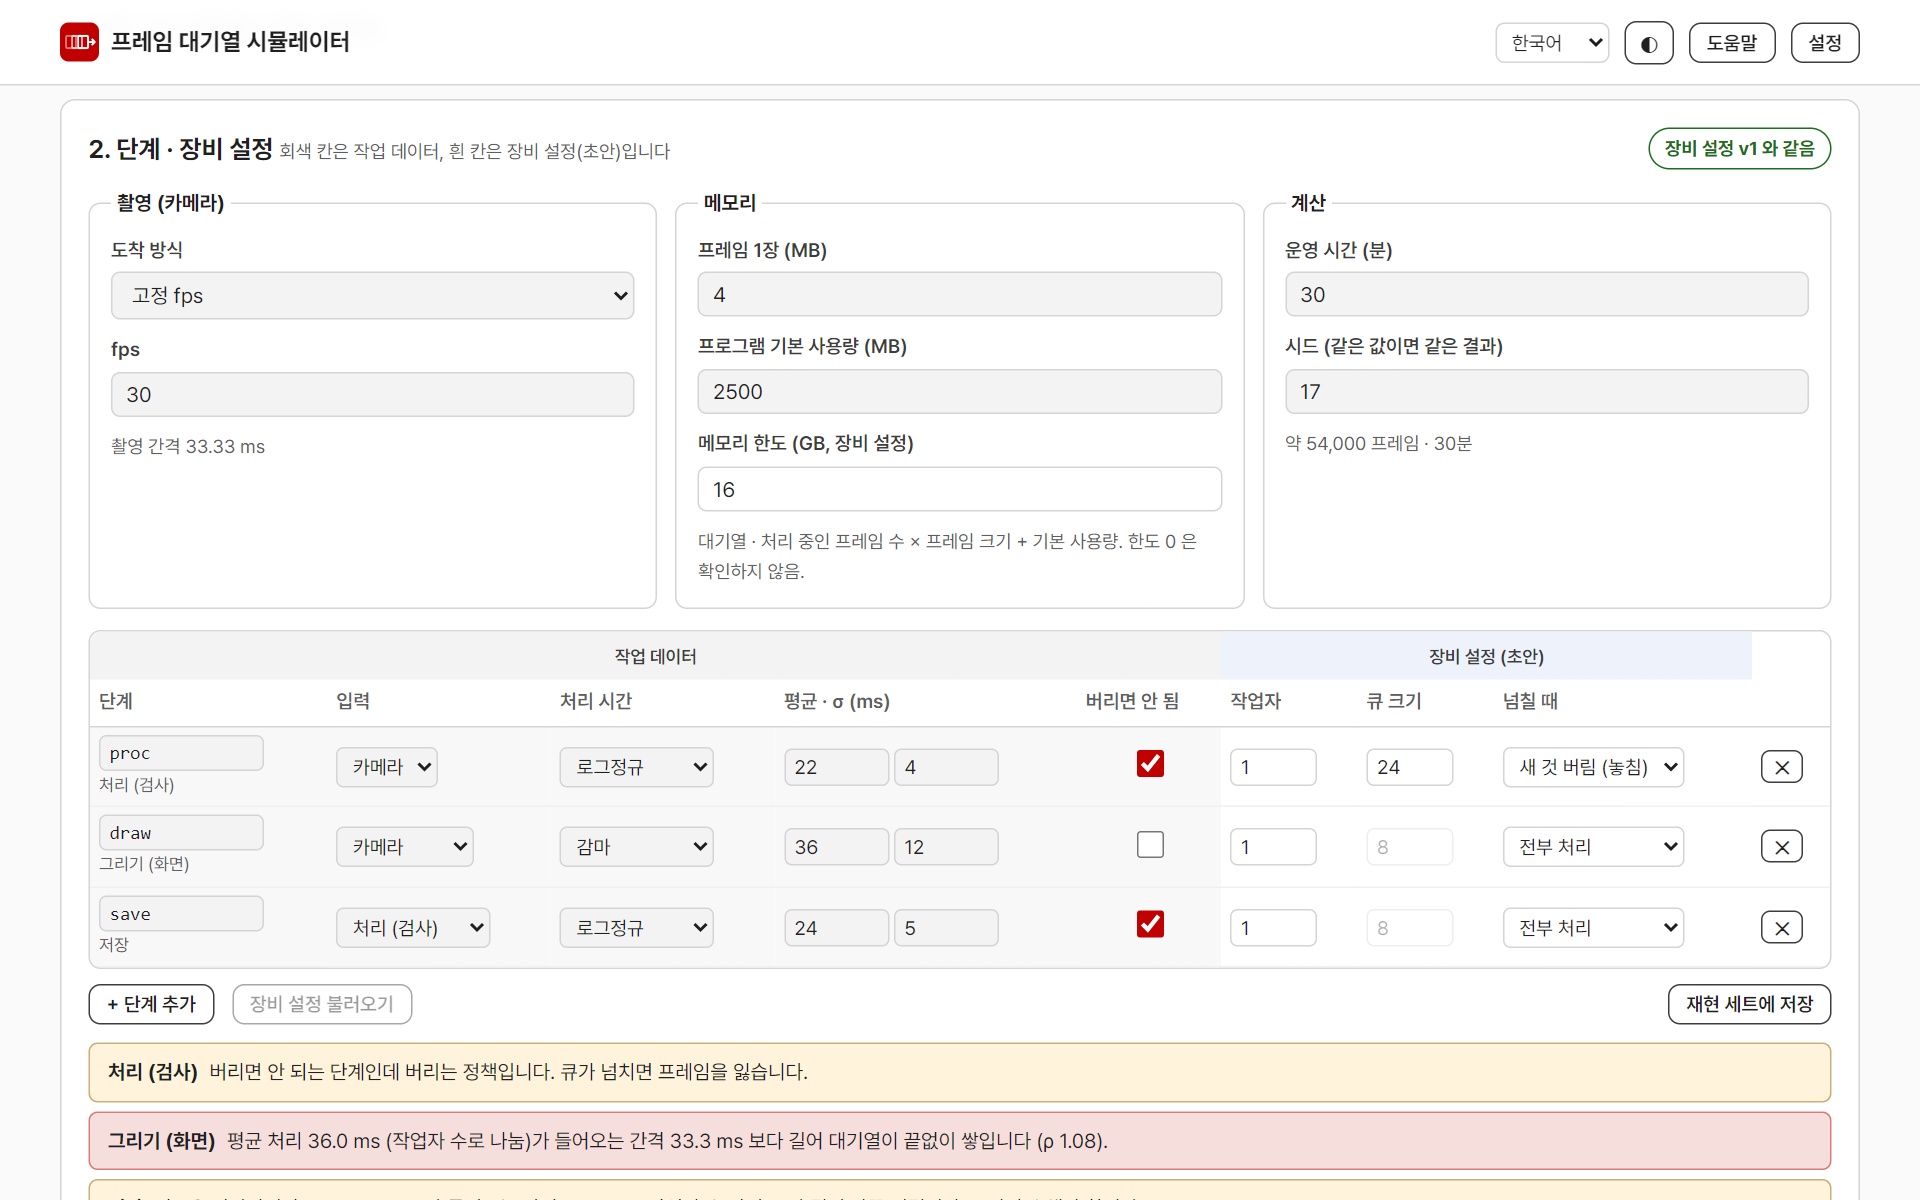 프레임 대기열 시뮬레이터
한국어
도움말
설정
2. 단계 · 장비 설정 회색 칸은 작업 데이터, 흰 칸은 장비 설정(초안)입니다
장비 설정 v1 와 같음
촬영 (카메라)
도착 방식
고정 fps
fps
30
촬영 간격 33.33 ms
메모리
프레임 1장 (MB)
4
프로그램 기본 사용량 (MB)
2500
메모리 한도 (GB, 장비 설정)
16
대기열 · 처리 중인 프레임 수 × 프레임 크기 + 기본 사용량. 한도 0 은
확인하지 않음.
계산
운영 시간 (분)
30
시드 (같은 값이면 같은 결과)
17
약 54,000 프레임 · 30분
작업 데이터 장비 설정 (초안)
단계 입력 처리 시간 평균 · σ (ms) 버리면 안 됨 작업자 큐 크기 넘칠 때
proc 카메라 로그정규 22 4 1 24 새 것 버림 (놓침) ×
처리 (검사)
draw 카메라 감마 36 12 1 8 전부 처리 ×
그리기 (화면)
save 처리 (검사) 로그정규 24 5 1 8 전부 처리 ×
저장
+ 단계 추가
장비 설정 불러오기
재현 세트에 저장
처리 (검사) 버리면 안 되는 단계인데 버리는 정책입니다. 큐가 넘치면 프레임을 잃습니다.
그리기 (화면) 평균 처리 36.0 ms (작업자 수로 나눔)가 들어오는 간격 33.3 ms 보다 길어 대기열이 끝없이 쌓입니다 (ρ 1.08).